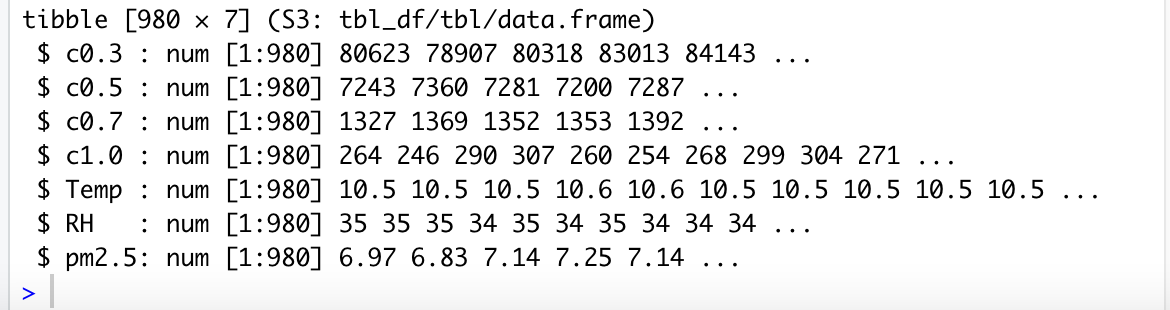 tibble [980 × 7] (S3: tbl_df/tbl/data.frame)
 $ c0.3 : num [1:980] 80623 78907 80318 83013 84143 ...
 $ c0.5 : num [1:980] 7243 7360 7281 7200 7287 ...
 $ c0.7 : num [1:980] 1327 1369 1352 1353 1392 ...
 $ c1.0 : num [1:980] 264 246 290 307 260 254 268 299 304 271 ...
 $ Temp : num [1:980] 10.5 10.5 10.5 10.6 10.6 10.5 10.5 10.5 10.5 10.5 ...
 $ RH   : num [1:980] 35 35 35 34 35 34 35 34 34 34 ...
 $ pm2.5: num [1:980] 6.97 6.83 7.14 7.25 7.14 ...
>